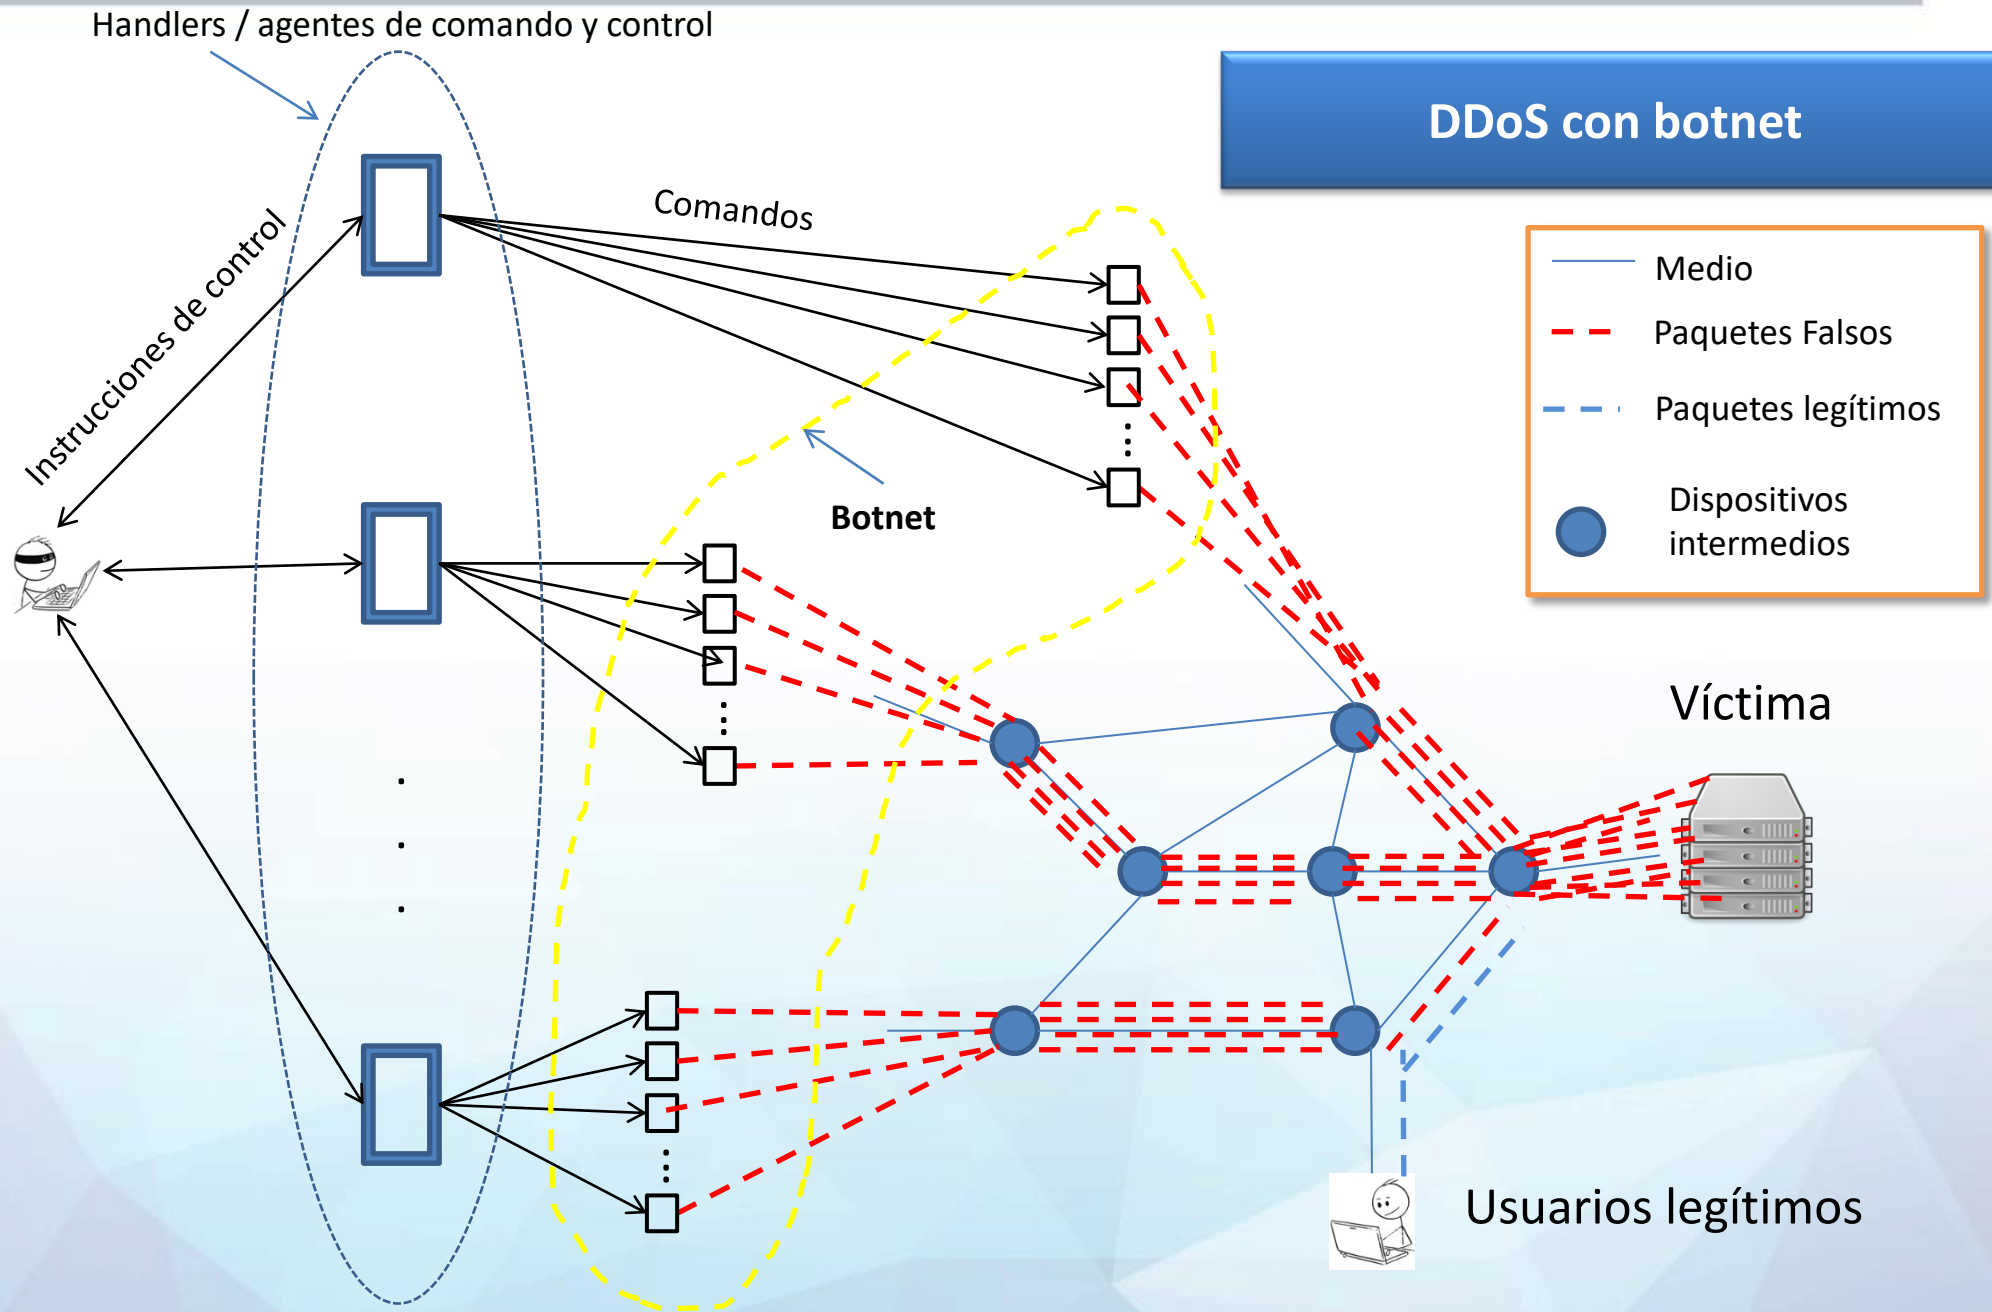 Handlers / agentes de comando y control
DDoS con botnet
Comandos
Instrucciones de control
Botnet
Medio
Paquetes Falsos
Paquetes legítimos
Dispositivos
intermedios
Víctima
Usuarios legítimos